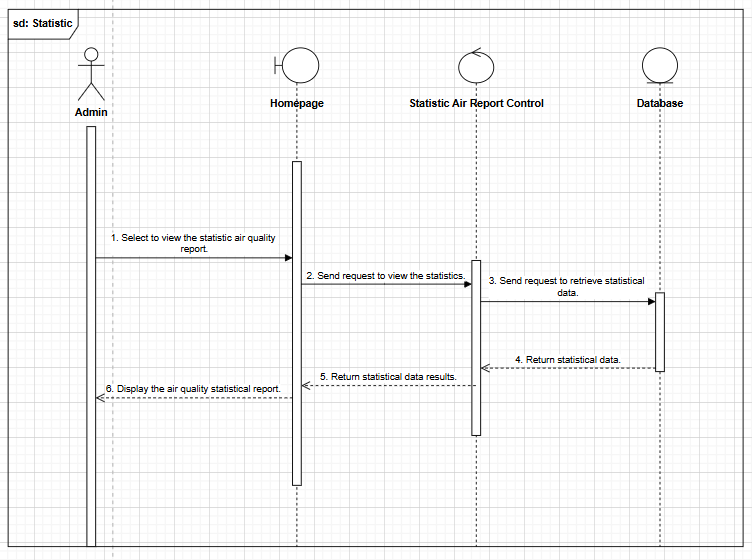 sd: Statistic
Admin
Homepage
Statistic Air Report Control
Database
1. Select to view the statistic air quality
report.
2. Send request to view the statistics.
3. Send request to retrieve statistical
data.
4. Return statistical data.
5. Return statistical data results.
6. Display the air quality statistical report.